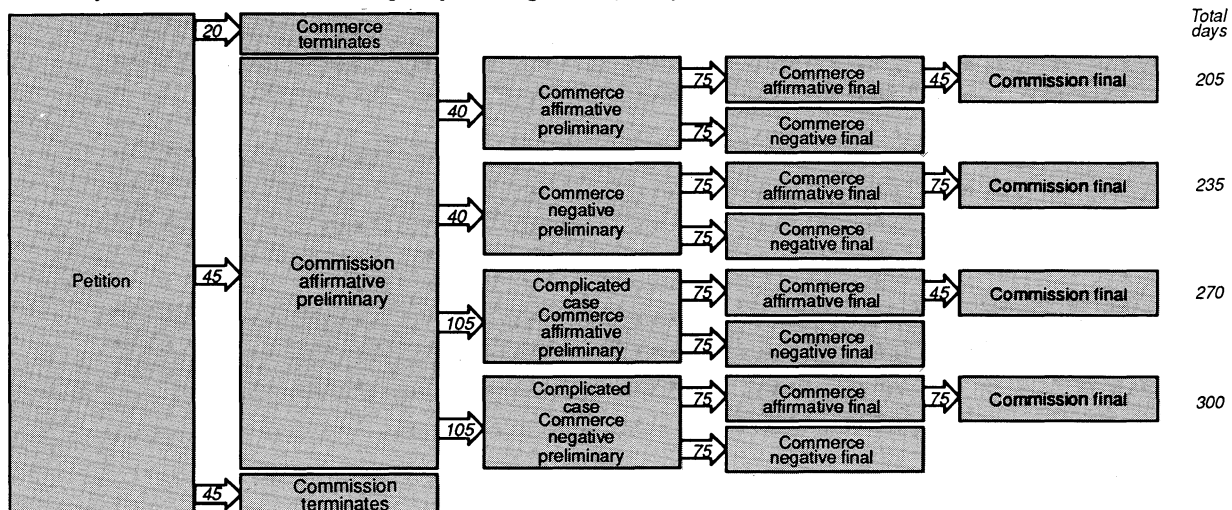 Total
days
20
Commerce
terminates
Petition
45
Commission
affirmative
preliminary
45
Commission
terminates
40
Commerce
affirmative
preliminary
75
Commerce
affirmative final
45
Commission final
205
75
Commerce
negative final
40
Commerce
negative
preliminary
75
Commerce
affirmative final
75
Commission final
235
75
Commerce
negative final
105
Complicated
case
Commerce
affirmative
preliminary
75
Commerce
affirmative final
45
Commission final
270
75
Commerce
negative final
105
Complicated
case
Commerce
negative
preliminary
75
Commerce
affirmative final
75
Commission final
300
75
Commerce
negative final